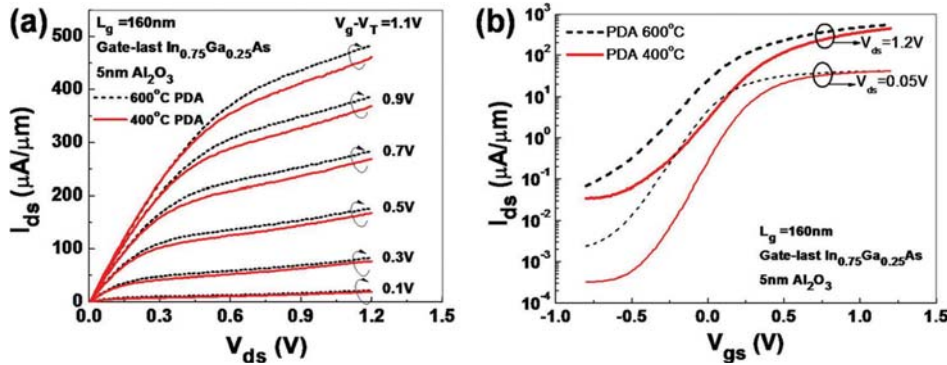 (a)
L_g =160nm
V_g-V_T=1.1V
Gate-last In_0.75Ga_0.25As
5nm Al_2O_3
600°C PDA
400°C PDA
0.9V
0.7V
0.5V
0.3V
0.1V
500
400
300
200
100
0
I_ds (μA/μm)
0.0 0.3 0.6 0.9 1.2 1.5
V_ds (V)
(b)
PDA 600°C
PDA 400°C
V_ds=1.2V
V_ds=0.05V
L_g =160nm
Gate-last In_0.75Ga_0.25As
5nm Al_2O_3
10^3
10^2
10^1
10^0
10^-1
10^-2
10^-3
10^-4
I_ds (μA/μm)
-1.0 -0.5 0.0 0.5 1.0 1.5
V_gs (V)